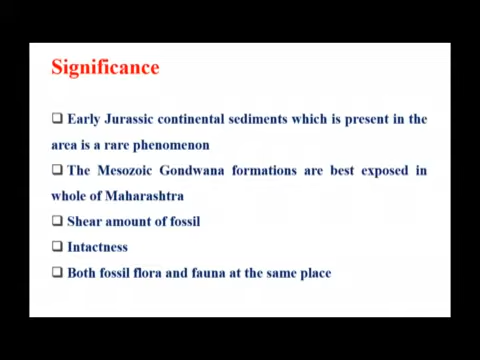 Significance
❑ Early Jurassic continental sediments which is present in the
area is a rare phenomenon
❑ The Mesozoic Gondwana formations are best exposed in
whole of Maharashtra
❑ Shear amount of fossil
❑ Intactness
❑ Both fossil flora and fauna at the same place